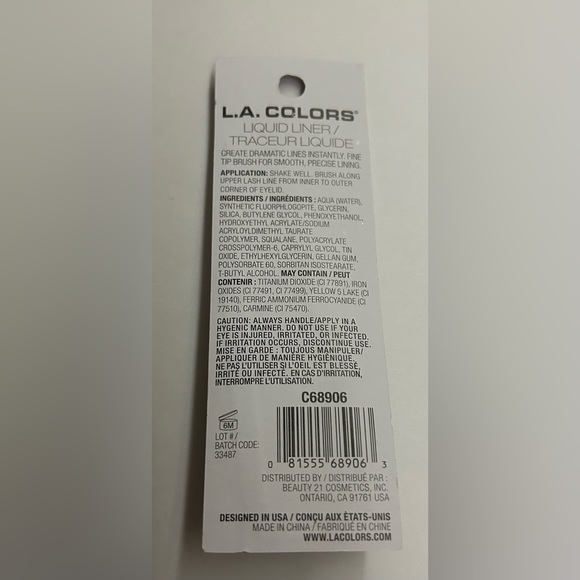 L.A. COLORS®
LIQUID LINER /
TRACEUR LIQUIDE
CREATE DRAMATIC LINES INSTANTLY. FINE
TIP BRUSH FOR SMOOTH, PRECISE LINING.
APPLICATION: SHAKE WELL. BRUSH ALONG
UPPER LASH LINE FROM INNER TO OUTER
CORNER OF EYELID.
INGREDIENTS / INGRÉDIENTS : AQUA (WATER),
SYNTHETIC FLUORPHLOGOPITE, GLYCERIN,
SILICA, BUTYLENE GLYCOL, PHENOXYETHANOL,
HYDROXYETHYL ACRYLATE/SODIUM
ACRYLOYLDIMETHYL TAURATE
COPOLYMER, SQUALANE, POLYACRYLATE
CROSSPOLYMER-6, CAPRYLYL GLYCOL, TIN
OXIDE, ETHYLHEXYLGLYCERIN, GELLAN GUM,
POLYSORBATE 60, SORBITAN ISOSTEARATE,
T-BUTYL ALCOHOL. MAY CONTAIN / PEUT
CONTENIR : TITANIUM DIOXIDE (CI 77891), IRON
OXIDES (CI 77491, CI 77499), YELLOW 5 LAKE (CI
19140), FERRIC AMMONIUM FERROCYANIDE (CI
77510), CARMINE (CI 75470).
CAUTION: ALWAYS HANDLE/APPLY IN A
HYGENIC MANNER. DO NOT USE IF YOUR
EYE IS INJURED, IRRITATED, OR INFECTED.
IF IRRITATION OCCURS, DISCONTINUE USE.
MISE EN GARDE : TOUJOURS MANIPULER/
APPLIQUER DE MANIÈRE HYGIÉNIQUE.
NE PAS L'UTILISER SI L'OEIL EST BLESSÉ,
IRRITÉ OU INFECTÉ. EN CAS D'IRRITATION,
INTERROMPRE L'UTILISATION.
C68906
6M
LOT # /
BATCH CODE:
33487
0 81555 68906 3
DISTRIBUTED BY / DISTRIBUÉ PAR :
BEAUTY 21 COSMETICS, INC.
ONTARIO, CA 91761 USA
DESIGNED IN USA / CONÇU AUX ÉTATS-UNIS
MADE IN CHINA / FABRIQUÉ EN CHINE
WWW.LACOLORS.COM